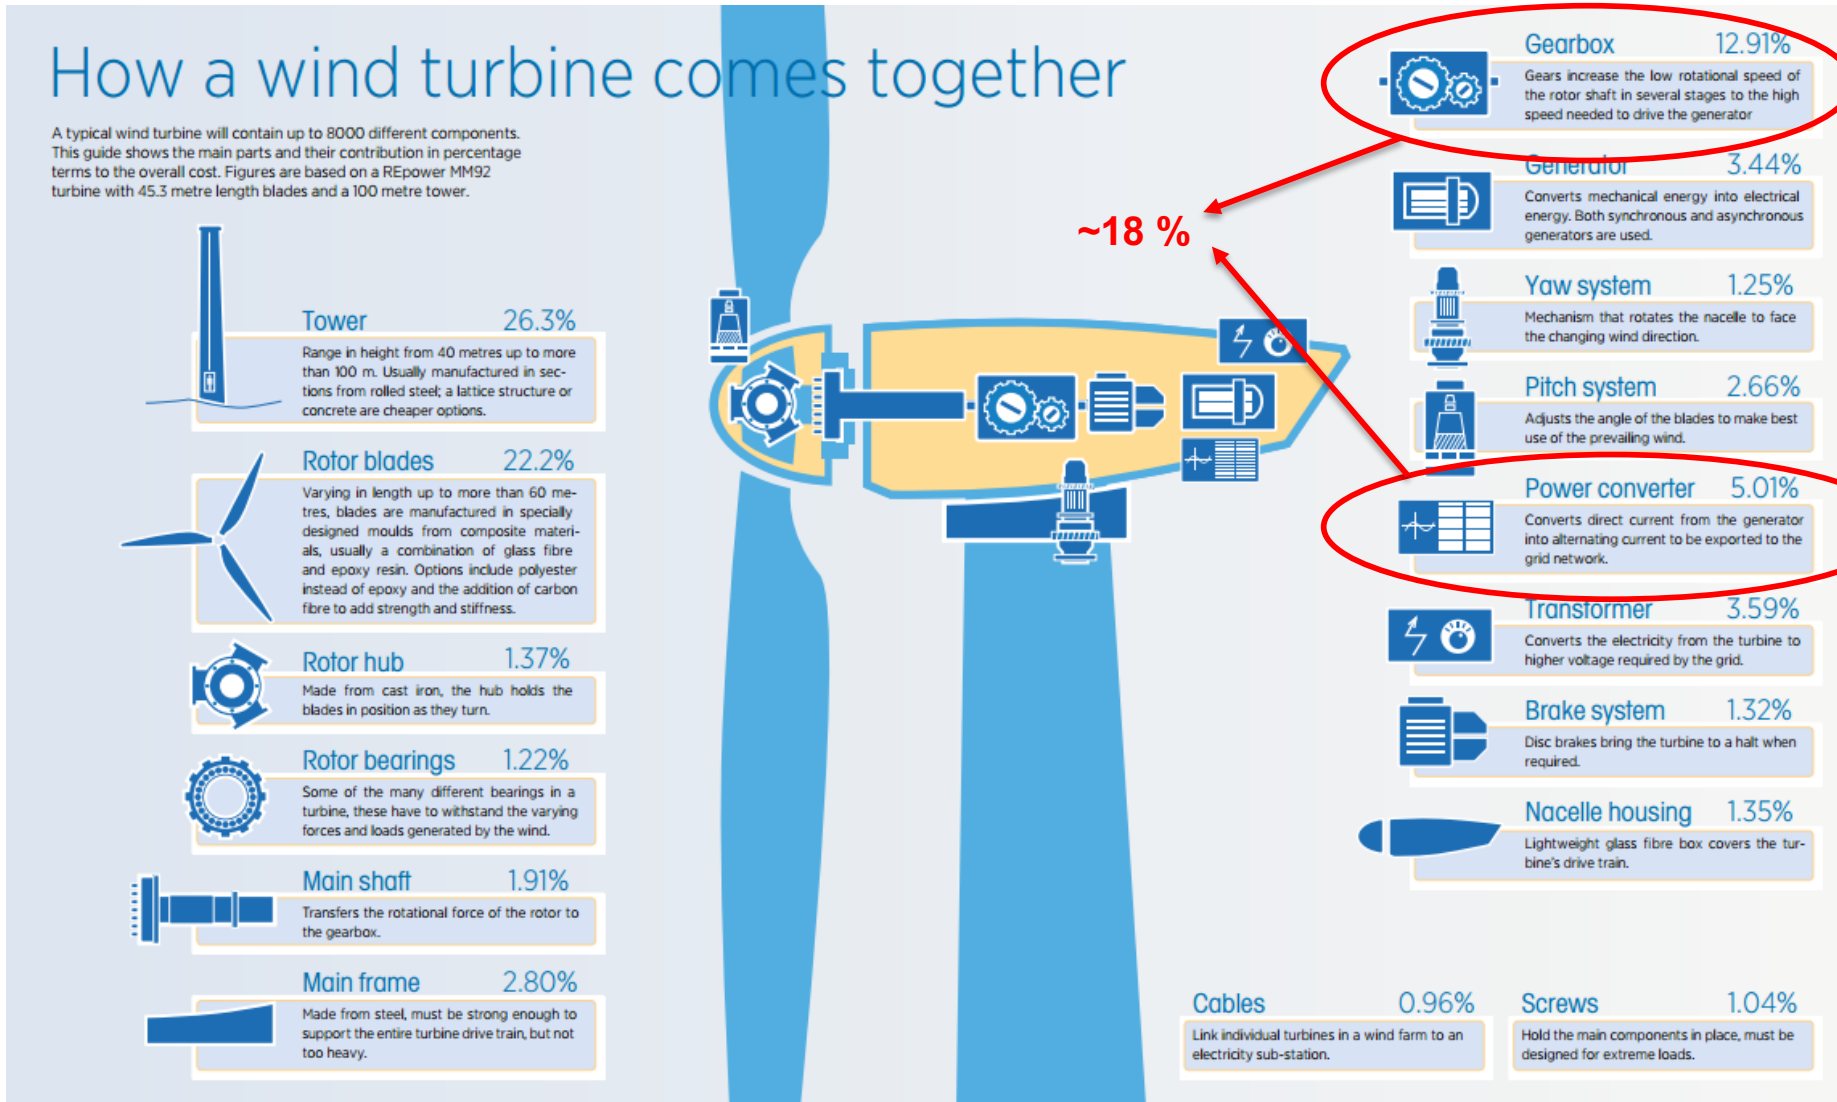 How a wind turbine comes together
A typical wind turbine will contain up to 8000 different components.
This guide shows the main parts and their contribution in percentage
terms to the overall cost. Figures are based on a REpower MM92
turbine with 45.3 metre length blades and a 100 metre tower.
Tower 26.3%
Range in height from 40 metres up to more
than 100 m. Usually manufactured in sec-
tions from rolled steel; a lattice structure or
concrete are cheaper options.
Rotor blades 22.2%
Varying in length up to more than 60 me-
tres, blades are manufactured in specially
designed moulds from composite materi-
als, usually a combination of glass fibre
and epoxy resin. Options include polyester
instead of epoxy and the addition of carbon
fibre to add strength and stiffness.
Rotor hub 1.37%
Made from cast iron, the hub holds the
blades in position as they turn.
Rotor bearings 1.22%
Some of the many different bearings in a
turbine, these have to withstand the varying
forces and loads generated by the wind.
Main shaft 1.91%
Transfers the rotational force of the rotor to
the gearbox.
Main frame 2.80%
Made from steel, must be strong enough to
support the entire turbine drive train, but not
too heavy.
~18 %
Gearbox 12.91%
Gears increase the low rotational speed of
the rotor shaft in several stages to the high
speed needed to drive the generator
Generator 3.44%
Converts mechanical energy into electrical
energy. Both synchronous and asynchronous
generators are used.
Yaw system 1.25%
Mechanism that rotates the nacelle to face
the changing wind direction.
Pitch system 2.66%
Adjusts the angle of the blades to make best
use of the prevailing wind.
Power converter 5.01%
Converts direct current from the generator
into alternating current to be exported to the
grid network.
Transformer 3.59%
Converts the electricity from the turbine to
higher voltage required by the grid.
Brake system 1.32%
Disc brakes bring the turbine to a halt when
required.
Nacelle housing 1.35%
Lightweight glass fibre box covers the tur-
bine's drive train.
Cables 0.96%
Link individual turbines in a wind farm to an
electricity sub-station.
Screws 1.04%
Hold the main components in place, must be
designed for extreme loads.